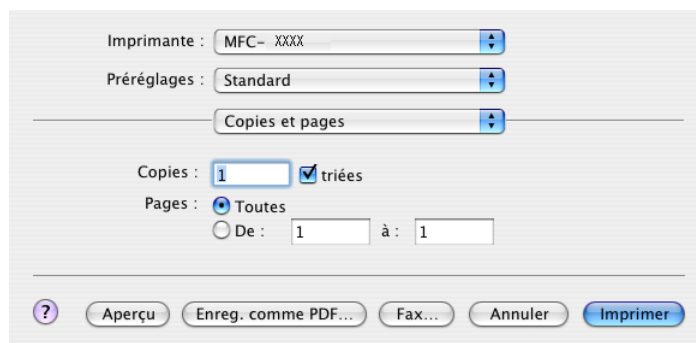 Imprimante : MFC- XXXX
Préréglages : Standard
Copies et pages
Copies : 1 triées
Pages : Toutes
De : 1 à : 1
? Aperçu Enreg. comme PDF... Fax... Annuler Imprimer